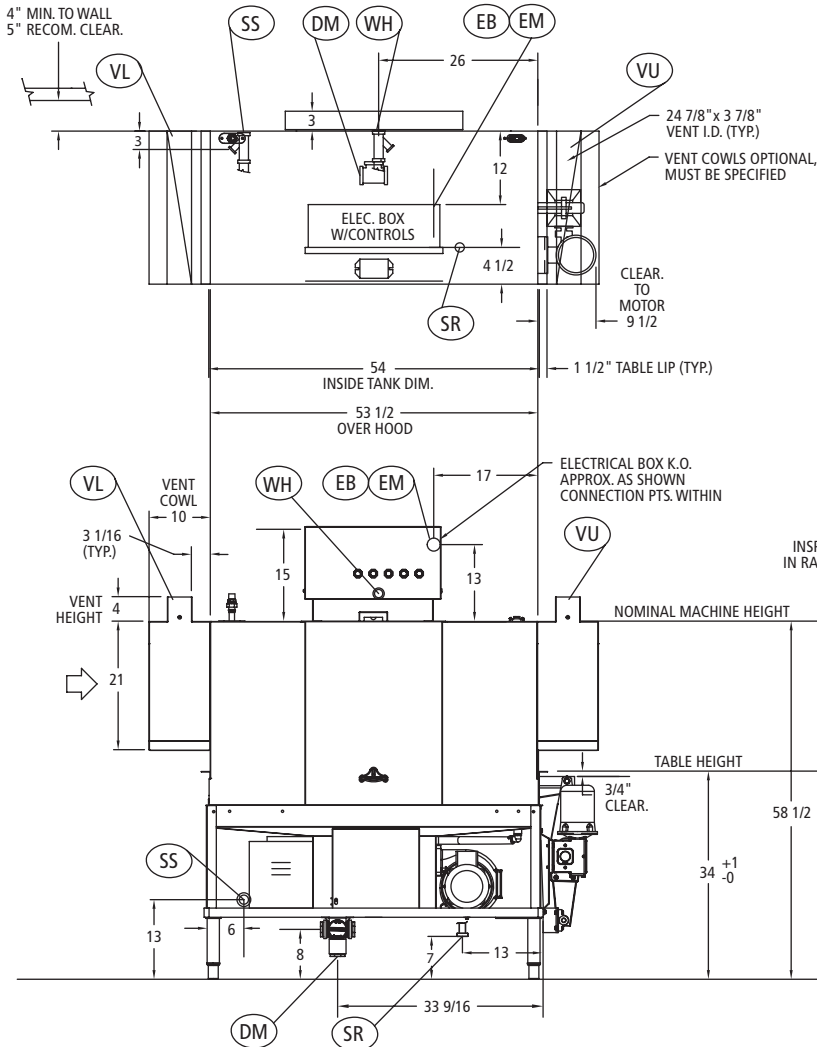 4" MIN. TO WALL
5" RECOM. CLEAR.
SS
DM
WH
EB
EM
VL
VU
26
3
3
12
24 7/8"x 3 7/8"
VENT I.D. (TYP.)
VENT COWLS OPTIONAL,
MUST BE SPECIFIED
ELEC. BOX
W/CONTROLS
4 1/2
SR
CLEAR.
TO
MOTOR
9 1/2
54
INSIDE TANK DIM.
1 1/2" TABLE LIP (TYP.)
53 1/2
OVER HOOD
VL
VENT
COWL
10
WH
EB
EM
17
ELECTRICAL BOX K.O.
APPROX. AS SHOWN
CONNECTION PTS. WITHIN
VU
3 1/16
(TYP.)
15
13
INSP
IN RA
VENT
HEIGHT
4
NOMINAL MACHINE HEIGHT
21
TABLE HEIGHT
3/4"
CLEAR.
58 1/2
34 +1
-0
SS
13
6
8
7
13
33 9/16
DM
SR